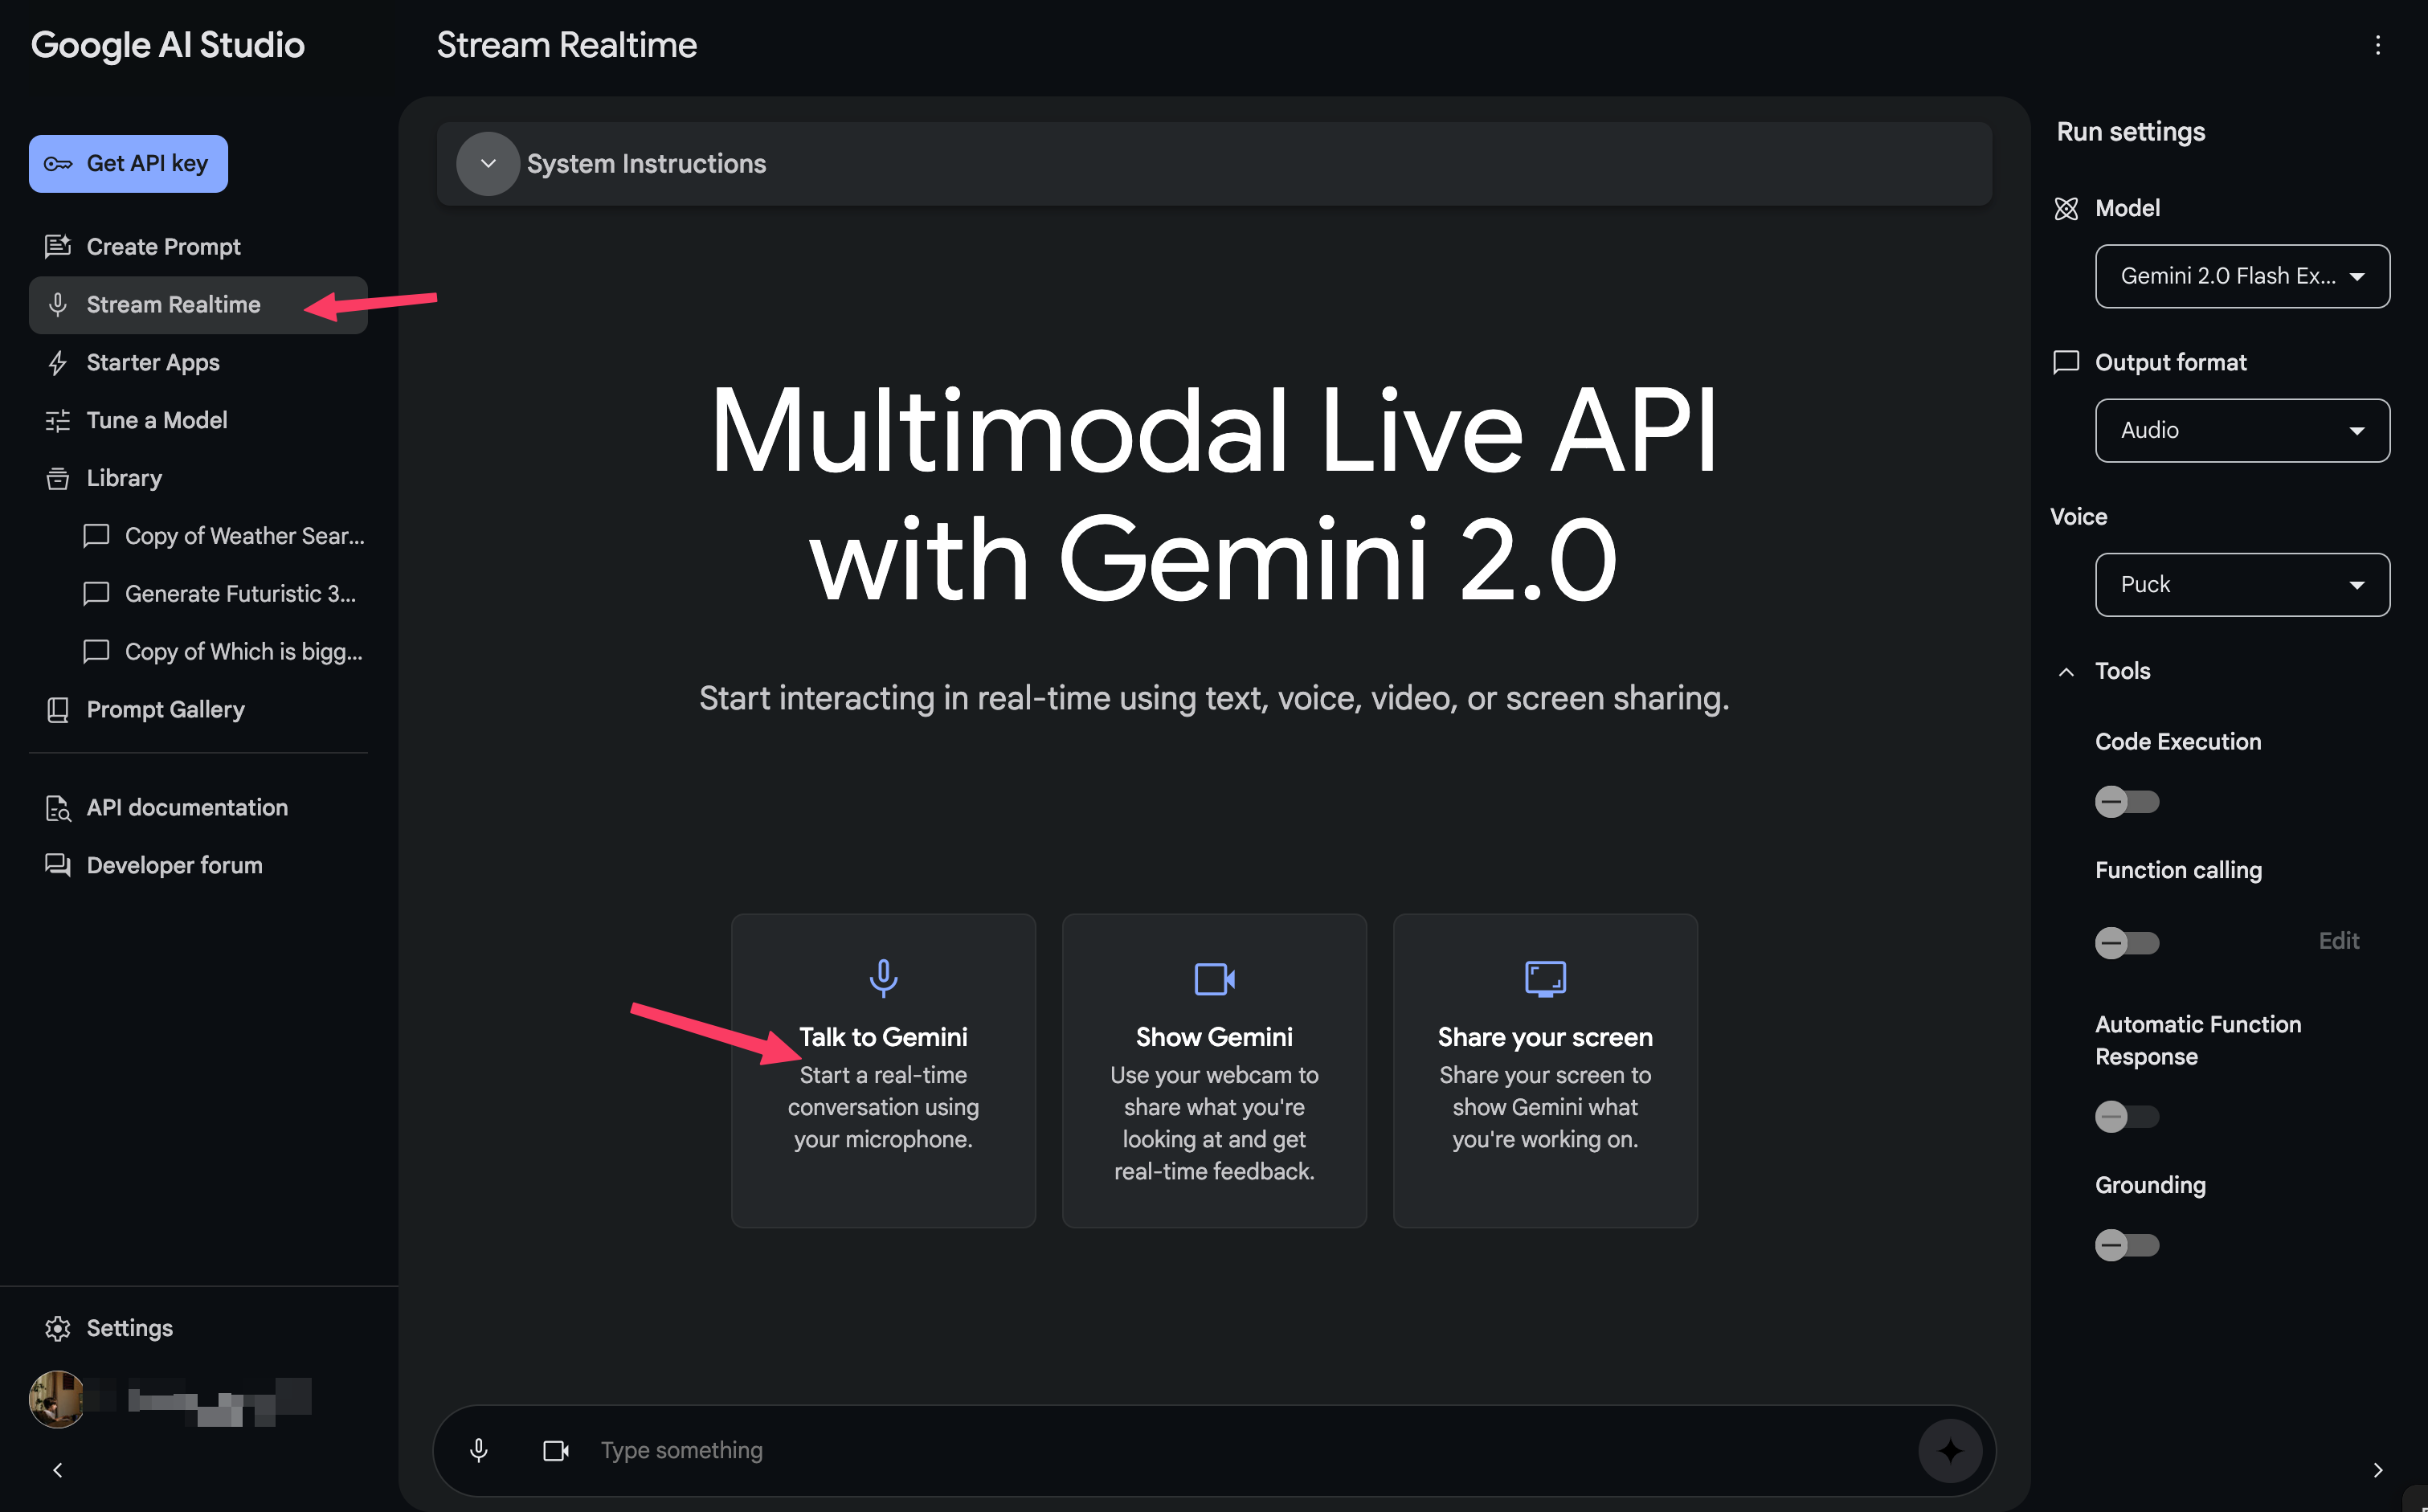 Google AI Studio
Get API key
Create Prompt
Stream Realtime
Starter Apps
Tune a Model
Library
Copy of Weather Sear...
Generate Futuristic 3...
Copy of Which is bigg...
Prompt Gallery
API documentation
Developer forum
Settings
Stream Realtime
System Instructions
Multimodal Live API
with Gemini 2.0
Start interacting in real-time using text, voice, video, or screen sharing.
Talk to Gemini
Start a real-time
conversation using
your microphone.
Show Gemini
Use your webcam to
share what you're
looking at and get
real-time feedback.
Share your screen
Share your screen to
show Gemini what
you're working on.
Type something
Run settings
Model
Gemini 2.0 Flash Ex...
Output format
Audio
Voice
Puck
Tools
Code Execution
Function calling
Edit
Automatic Function
Response
Grounding